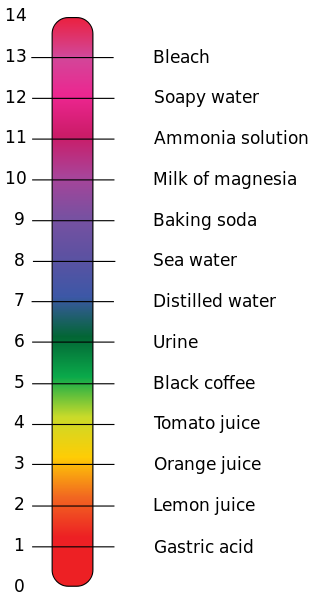 14
13 Bleach
12 Soapy water
11 Ammonia solution
10 Milk of magnesia
9 Baking soda
8 Sea water
7 Distilled water
6 Urine
5 Black coffee
4 Tomato juice
3 Orange juice
2 Lemon juice
1 Gastric acid
0